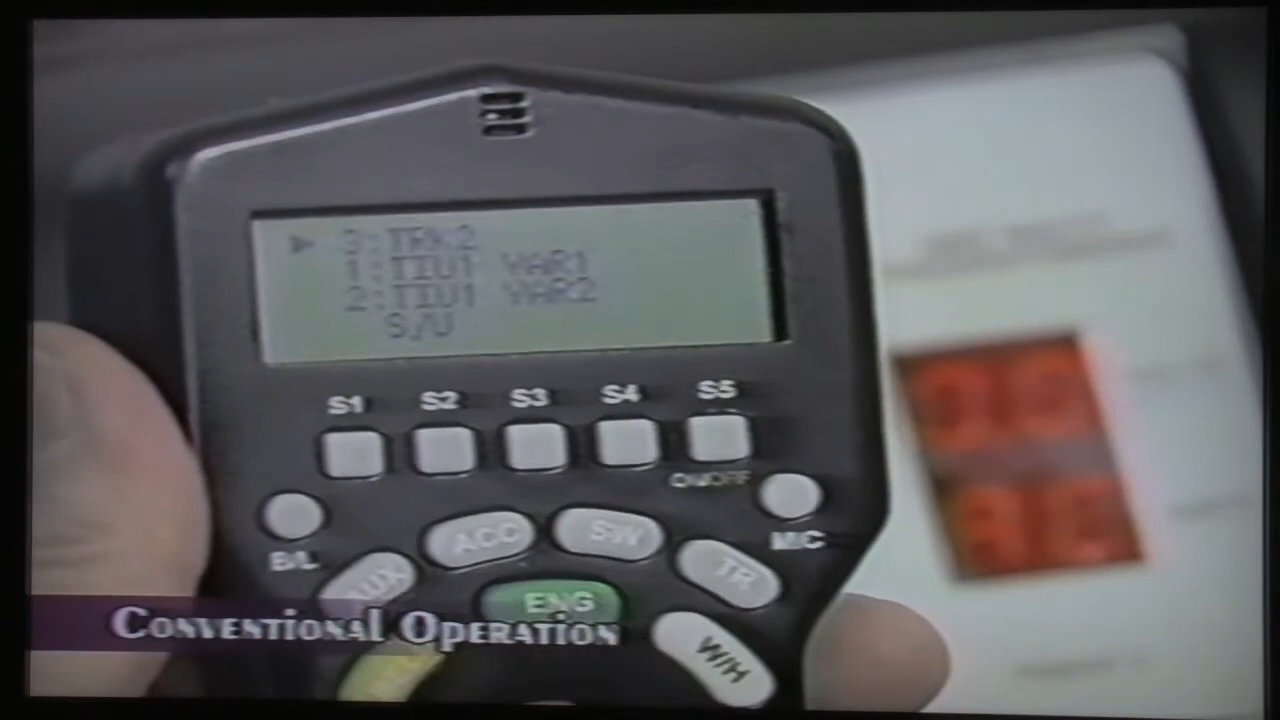 3:TRK2
1:TIU1 VAR1
2:TIU1 VAR2
S/U
S1 S2 S3 S4 S5
ON/OFF
B/L
ACC
SW
M/C
AUX
TR
ENG
W/H
Conventional Operation